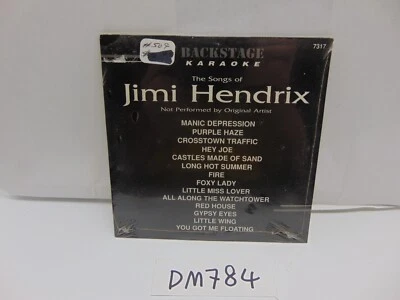 BACKSTAGE
7317
KARAOKE
The Songs of
Jimi Hendrix
Not Performed by Original Artist
MANIC DEPRESSION
PURPLE HAZE
CROSSTOWN TRAFFIC
HEY JOE
CASTLES MADE OF SAND
LONG HOT SUMMER
FIRE
FOXY LADY
LITTLE MISS LOVER
ALL ALONG THE WATCHTOWER
RED HOUSE
GYPSY EYES
LITTLE WING
YOU GOT ME FLOATING
DM784